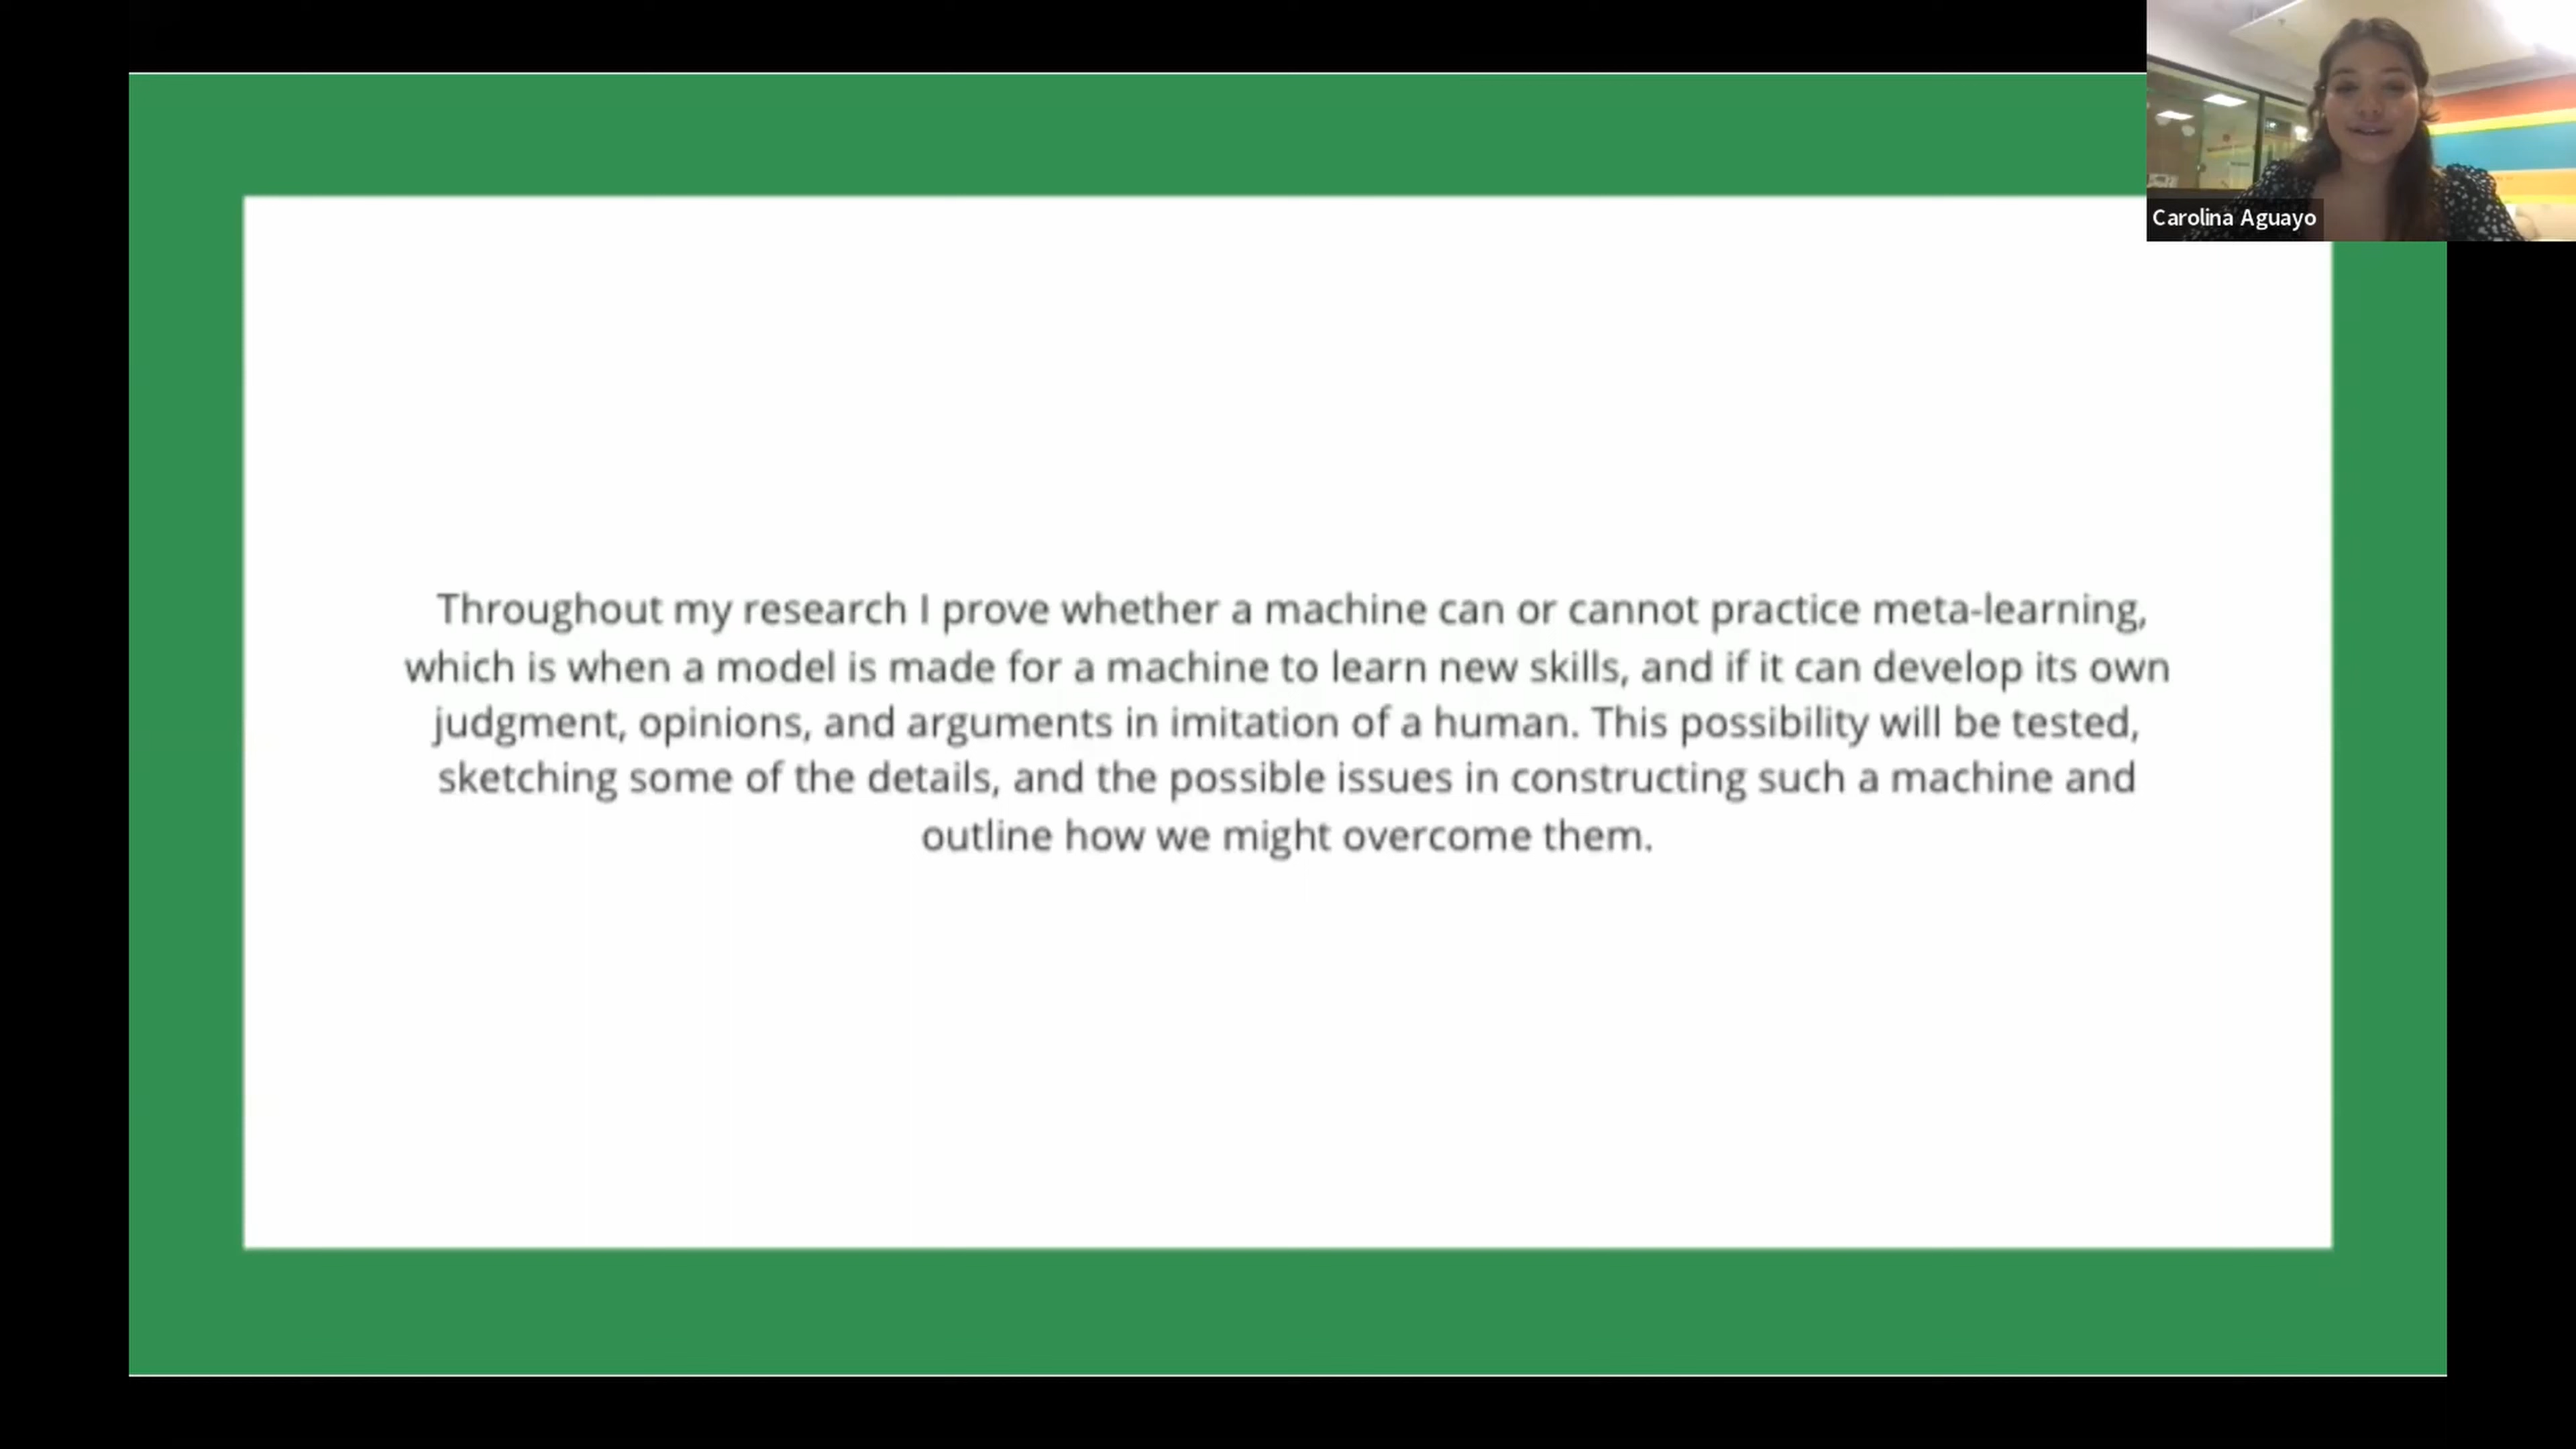 Carolina Aguayo
Throughout my research I prove whether a machine can or cannot practice meta-learning,
which is when a model is made for a machine to learn new skills, and if it can develop its own
judgment, opinions, and arguments in imitation of a human. This possibility will be tested,
sketching some of the details, and the possible issues in constructing such a machine and
outline how we might overcome them.